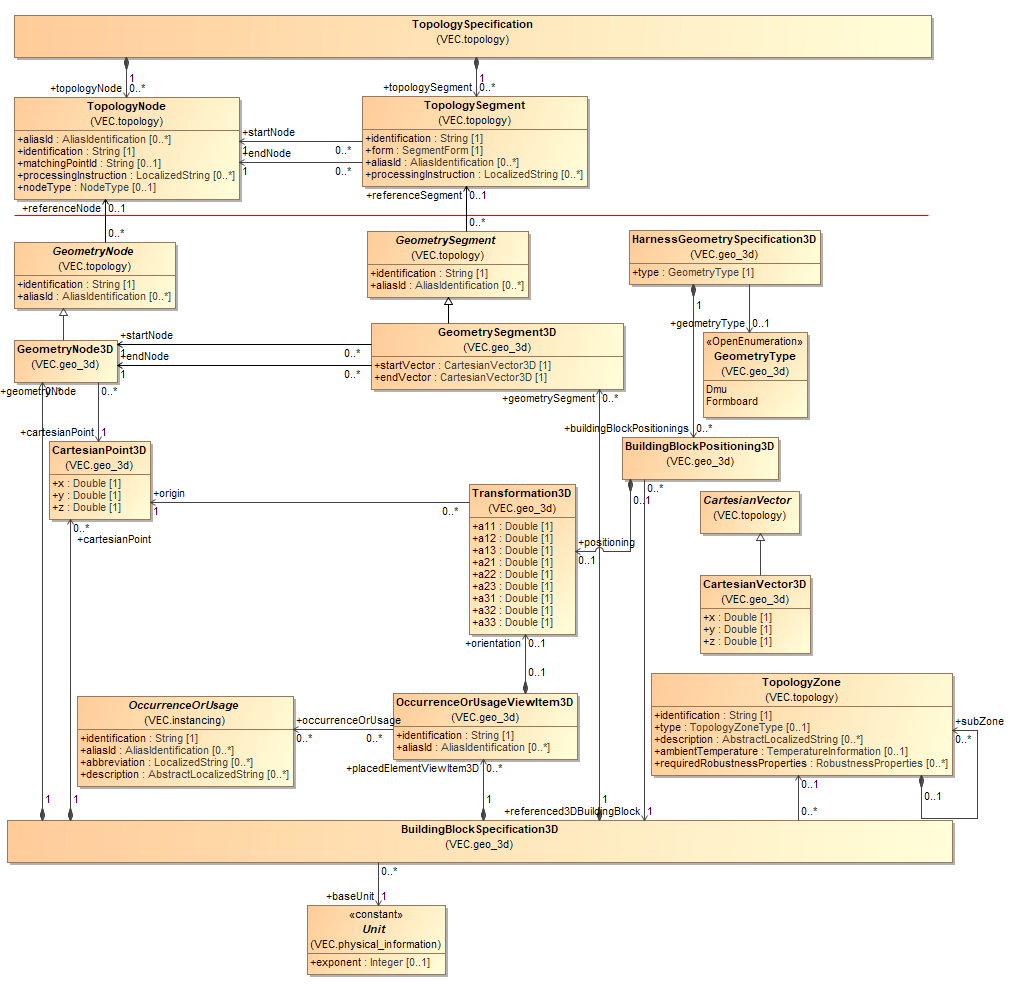 TopologySpecification
(VEC.topology)
1
+topologyNode 0..*
1
+topologySegment 0..*
TopologyNode
(VEC.topology)
+aliasId : AliasIdentification [0..*]
+identification : String [1]
+matchingPointId : String [0..1]
+processingInstruction : LocalizedString [0..*]
+nodeType : NodeType [0..1]
TopologySegment
(VEC.topology)
+identification : String [1]
+form : SegmentForm [1]
+aliasId : AliasIdentification [0..*]
+processingInstruction : LocalizedString [0..*]
+startNode
1
0..*
+endNode
1
0..*
+referenceNode 0..1
0..*
+referenceSegment 0..1
0..*
GeometryNode
(VEC.topology)
+identification : String [1]
+aliasId : AliasIdentification [0..*]
GeometrySegment
(VEC.topology)
+identification : String [1]
+aliasId : AliasIdentification [0..*]
HarnessGeometrySpecification3D
(VEC.geo_3d)
+type : GeometryType [1]
1
+geometryType 0..1
GeometryNode3D
(VEC.geo_3d)
+startNode
1
0..*
+endNode
1
0..*
GeometrySegment3D
(VEC.geo_3d)
+startVector : CartesianVector3D [1]
+endVector : CartesianVector3D [1]
«OpenEnumeration»
GeometryType
(VEC.geo_3d)
Dmu
Formboard
+geometryNode
0..*
0..*
+geometrySegment 0..*
+cartesianPoint 1
+buildingBlockPositionings 0..*
CartesianPoint3D
(VEC.geo_3d)
+x : Double [1]
+y : Double [1]
+z : Double [1]
BuildingBlockPositioning3D
(VEC.geo_3d)
0..*
0..1
+origin
1
0..*
Transformation3D
(VEC.geo_3d)
+a11 : Double [1]
+a12 : Double [1]
+a13 : Double [1]
+a21 : Double [1]
+a22 : Double [1]
+a23 : Double [1]
+a31 : Double [1]
+a32 : Double [1]
+a33 : Double [1]
CartesianVector
(VEC.topology)
0..*
+cartesianPoint
+positioning
0..1
CartesianVector3D
(VEC.geo_3d)
+x : Double [1]
+y : Double [1]
+z : Double [1]
+orientation 0..1
0..1
OccurrenceOrUsage
(VEC.instancing)
+identification : String [1]
+aliasId : AliasIdentification [0..*]
+abbreviation : LocalizedString [0..*]
+description : AbstractLocalizedString [0..*]
+occurrenceOrUsage
0..*
0..*
OccurrenceOrUsageViewItem3D
(VEC.geo_3d)
+identification : String [1]
+aliasId : AliasIdentification [0..*]
TopologyZone
(VEC.topology)
+identification : String [1]
+type : TopologyZoneType [0..1]
+description : AbstractLocalizedString [0..*]
+ambientTemperature : TemperatureInformation [0..1]
+requiredRobustnessProperties : RobustnessProperties [0..*]
+subZone
0..*
0..1
+placedElementViewItem3D 0..*
0..1
1
1
1
1
+referenced3DBuildingBlock 1
0..*
BuildingBlockSpecification3D
(VEC.geo_3d)
0..*
+baseUnit 1
«constant»
Unit
(VEC.physical_information)
+exponent : Integer [0..1]